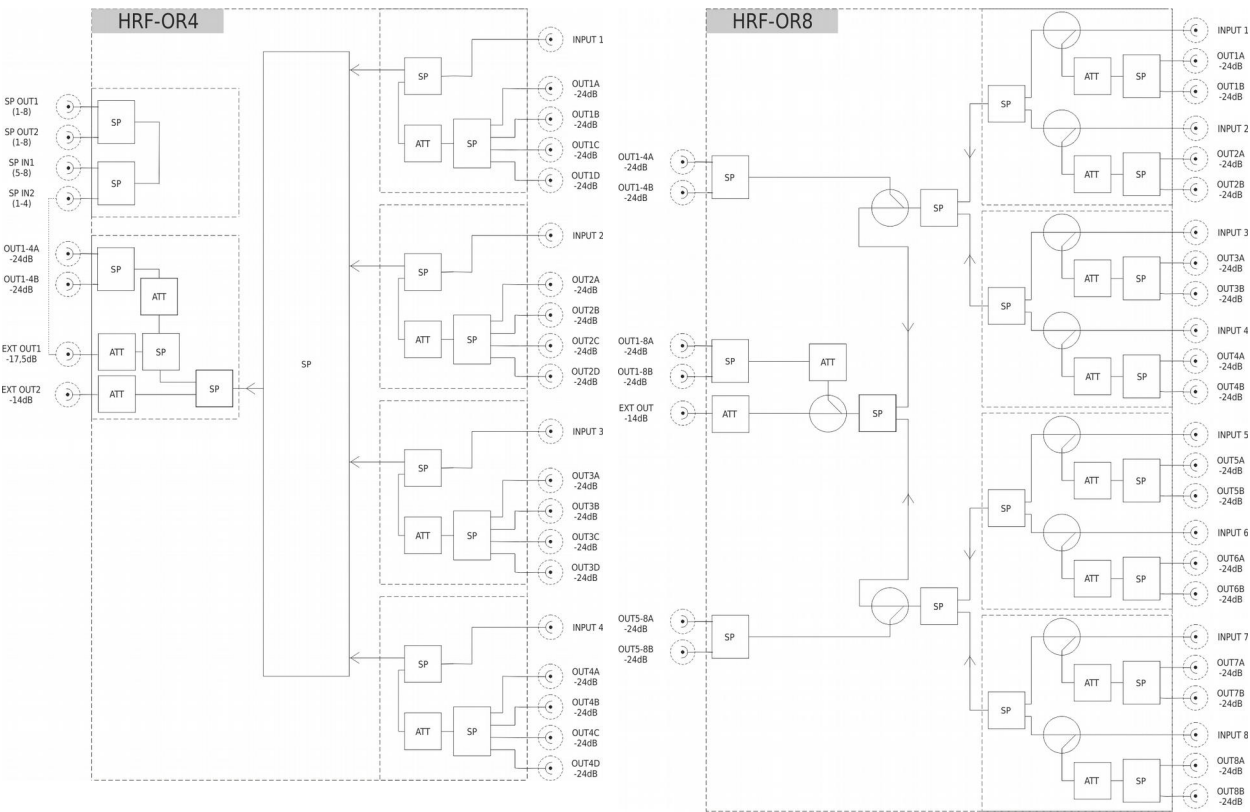 HRF-OR4
SP OUT1
(1-8)
SP OUT2
(1-8)
SP IN1
(5-8)
SP IN2
(1-4)
SP
SP
OUT1-4A
-24dB
OUT1-4B
-24dB
EXT OUT1
-17,5dB
EXT OUT2
-14dB
SP
ATT
ATT
SP
ATT
SP
SP
SP
ATT
SP
INPUT 1
OUT1A
-24dB
OUT1B
-24dB
OUT1C
-24dB
OUT1D
-24dB
SP
ATT
SP
INPUT 2
OUT2A
-24dB
OUT2B
-24dB
OUT2C
-24dB
OUT2D
-24dB
SP
ATT
SP
INPUT 3
OUT3A
-24dB
OUT3B
-24dB
OUT3C
-24dB
OUT3D
-24dB
SP
ATT
SP
INPUT 4
OUT4A
-24dB
OUT4B
-24dB
OUT4C
-24dB
OUT4D
-24dB
HRF-OR8
OUT1-4A
-24dB
OUT1-4B
-24dB
SP
SP
OUT1-8A
-24dB
OUT1-8B
-24dB
EXT OUT
-14dB
SP
ATT
ATT
SP
OUT5-8A
-24dB
OUT5-8B
-24dB
SP
SP
SP
ATT
SP
INPUT 1
OUT1A
-24dB
OUT1B
-24dB
ATT
SP
INPUT 2
OUT2A
-24dB
OUT2B
-24dB
SP
ATT
SP
INPUT 3
OUT3A
-24dB
OUT3B
-24dB
ATT
SP
INPUT 4
OUT4A
-24dB
OUT4B
-24dB
SP
ATT
SP
INPUT 5
OUT5A
-24dB
OUT5B
-24dB
ATT
SP
INPUT 6
OUT6A
-24dB
OUT6B
-24dB
SP
ATT
SP
INPUT 7
OUT7A
-24dB
OUT7B
-24dB
ATT
SP
INPUT 8
OUT8A
-24dB
OUT8B
-24dB